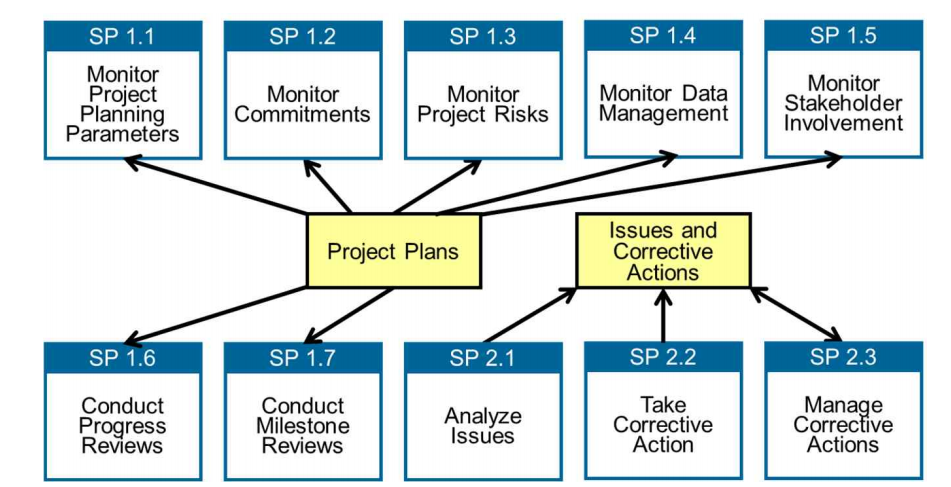 SP 1.1
Monitor
Project
Planning
Parameters
SP 1.2
Monitor
Commitments
SP 1.3
Monitor
Project Risks
SP 1.4
Monitor Data
Management
SP 1.5
Monitor
Stakeholder
Involvement
Project Plans
Issues and
Corrective
Actions
SP 1.6
Conduct
Progress
Reviews
SP 1.7
Conduct
Milestone
Reviews
SP 2.1
Analyze
Issues
SP 2.2
Take
Corrective
Action
SP 2.3
Manage
Corrective
Actions